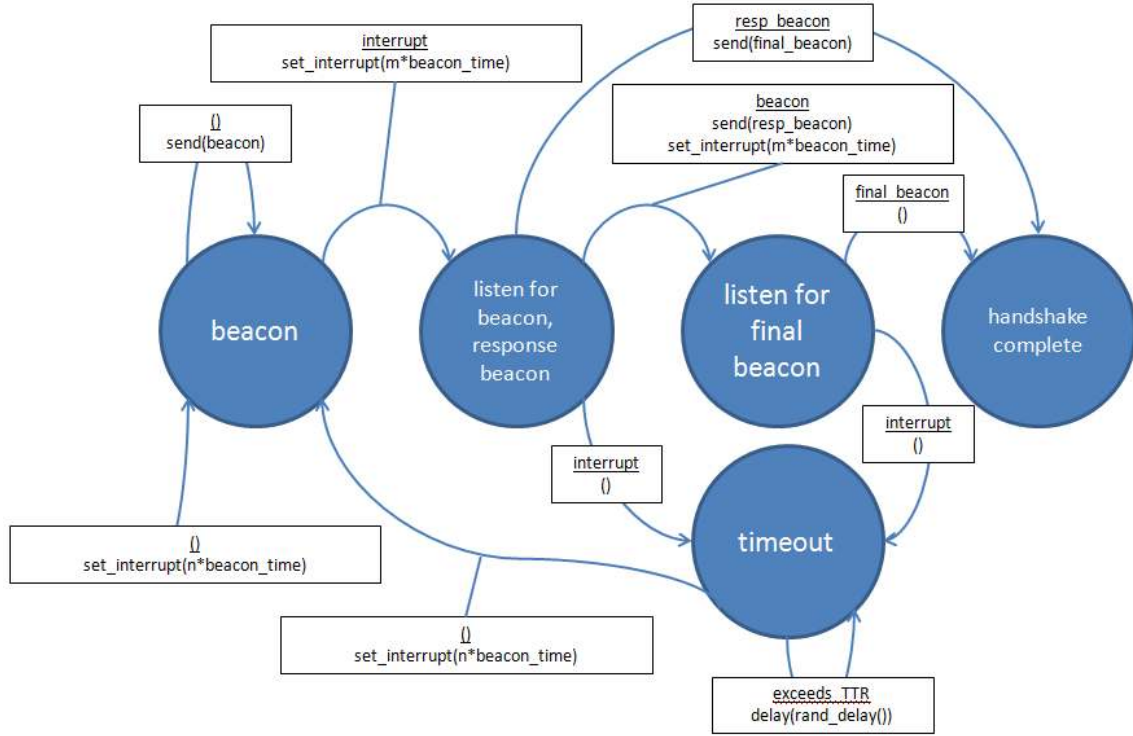 resp_beacon
send(final_beacon)
interrupt
set_interrupt(m*beacon_time)
beacon
send(resp_beacon)
set_interrupt(m*beacon_time)
()
send(beacon)
final_beacon
()
beacon
listen for
beacon,
response
beacon
listen for
final
beacon
handshake
complete
interrupt
()
interrupt
()
timeout
()
set_interrupt(n*beacon_time)
()
set_interrupt(n*beacon_time)
exceeds_TTR
delay(rand_delay())